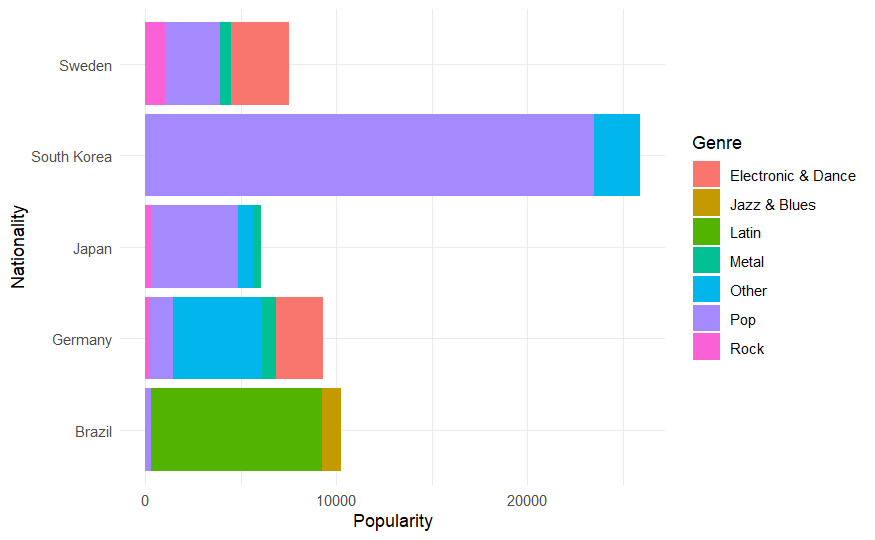 Sweden
South Korea
Japan
Germany
Brazil
Nationality
0
10000
20000
Popularity
Genre
Electronic & Dance
Jazz & Blues
Latin
Metal
Other
Pop
Rock